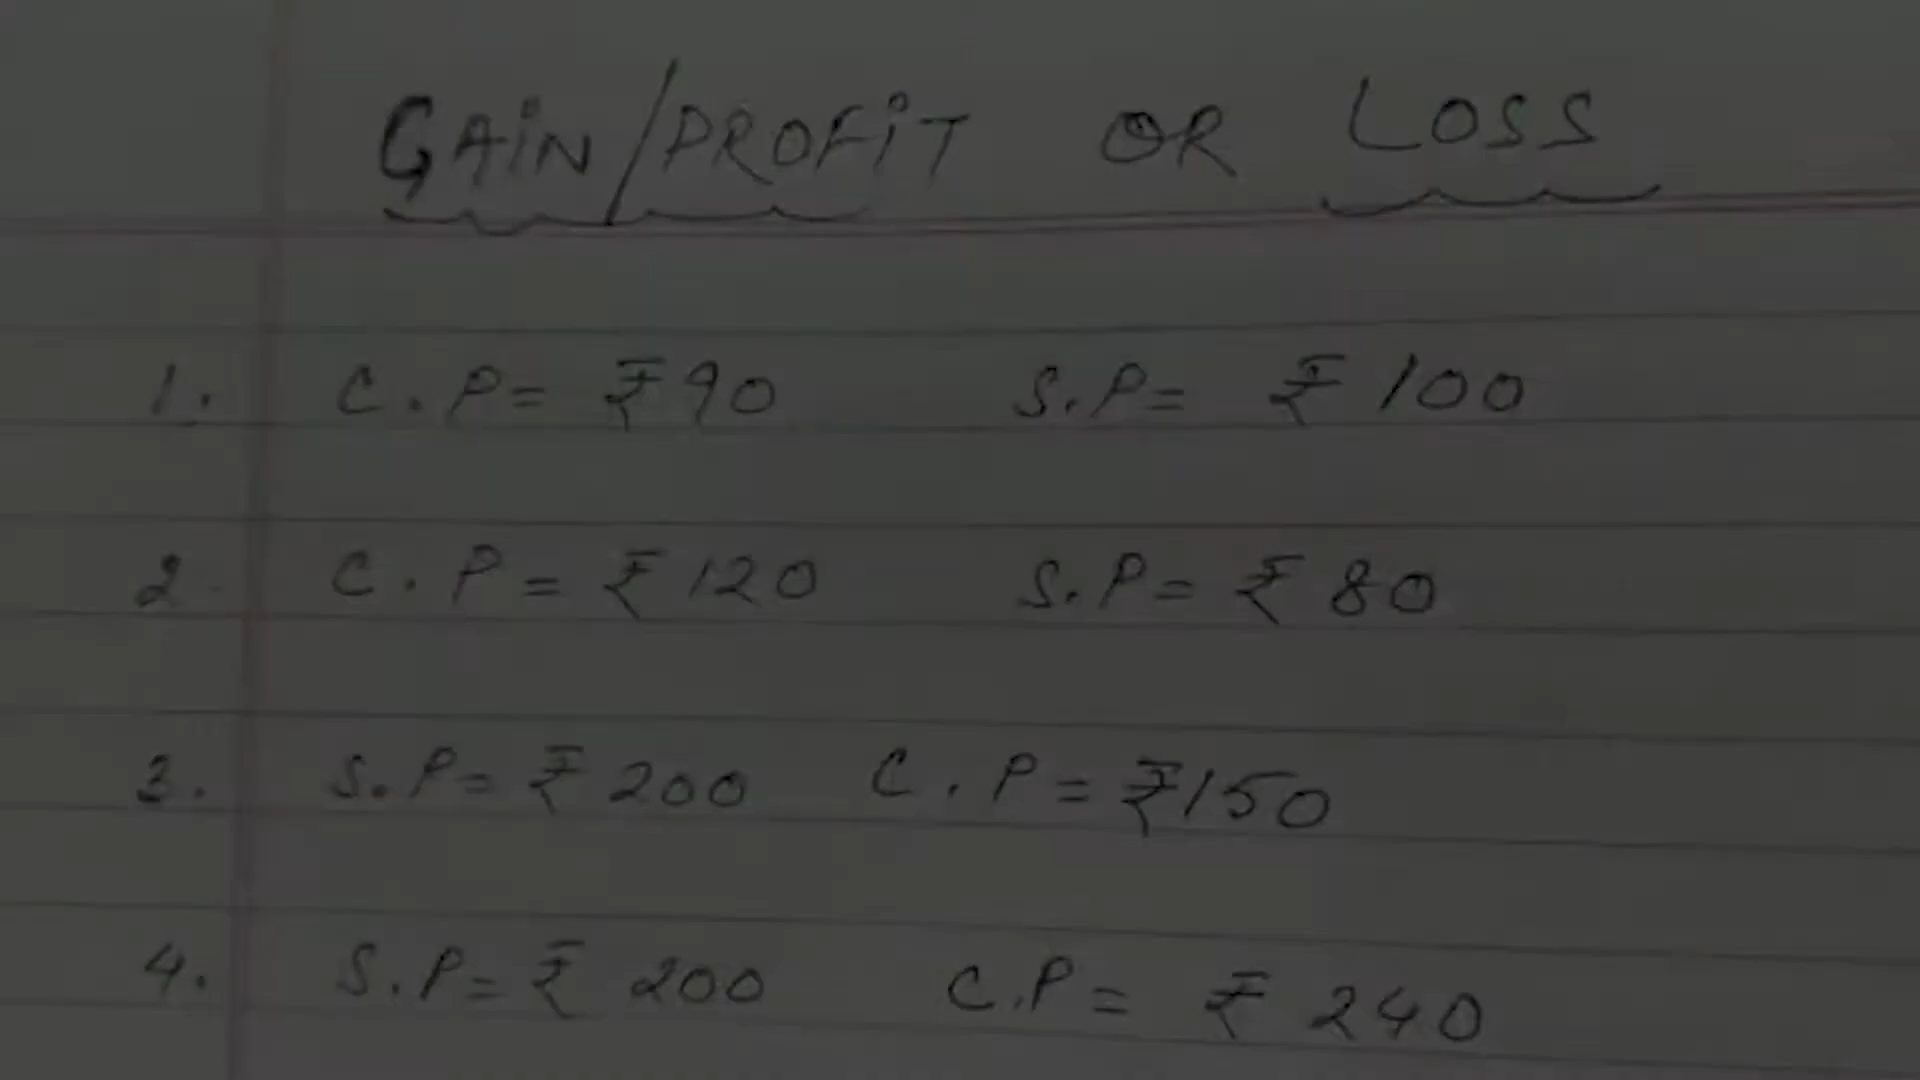 GAiN/PROFiT OR LOSS
1. C.P= ₹90 S.P= ₹100
2. C.P= ₹120 S.P= ₹80
3. S.P= ₹200 C.P= ₹150
4. S.P= ₹200 C.P= ₹240